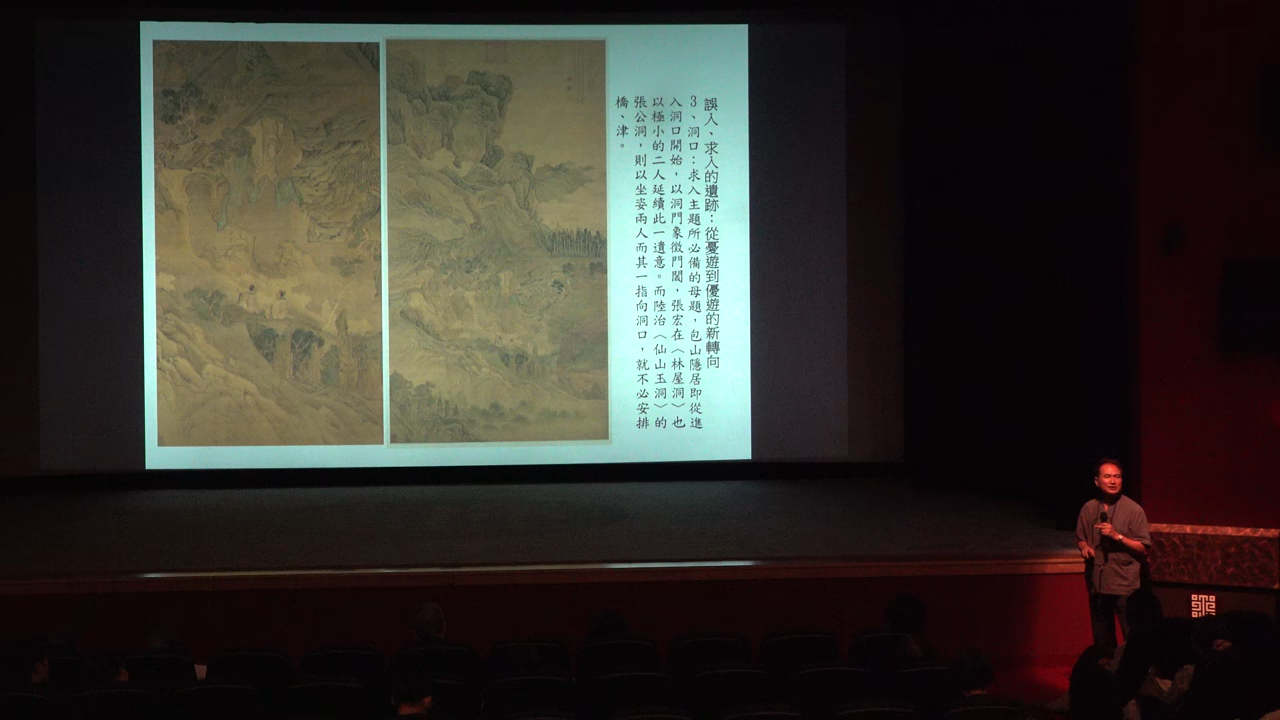 誤入、求入的遺跡：從憂遊到優遊的新轉向
3、洞口：求入主題所必備的母題，包山隱居即從進
入洞口開始，以洞門象徵門閾，張宏在〈林屋洞〉也
以極小的二人延續此一遺意。而陸治〈仙山玉洞〉的
張公洞，則以坐姿兩人而其一指向洞口，就不必安排
橋、津。